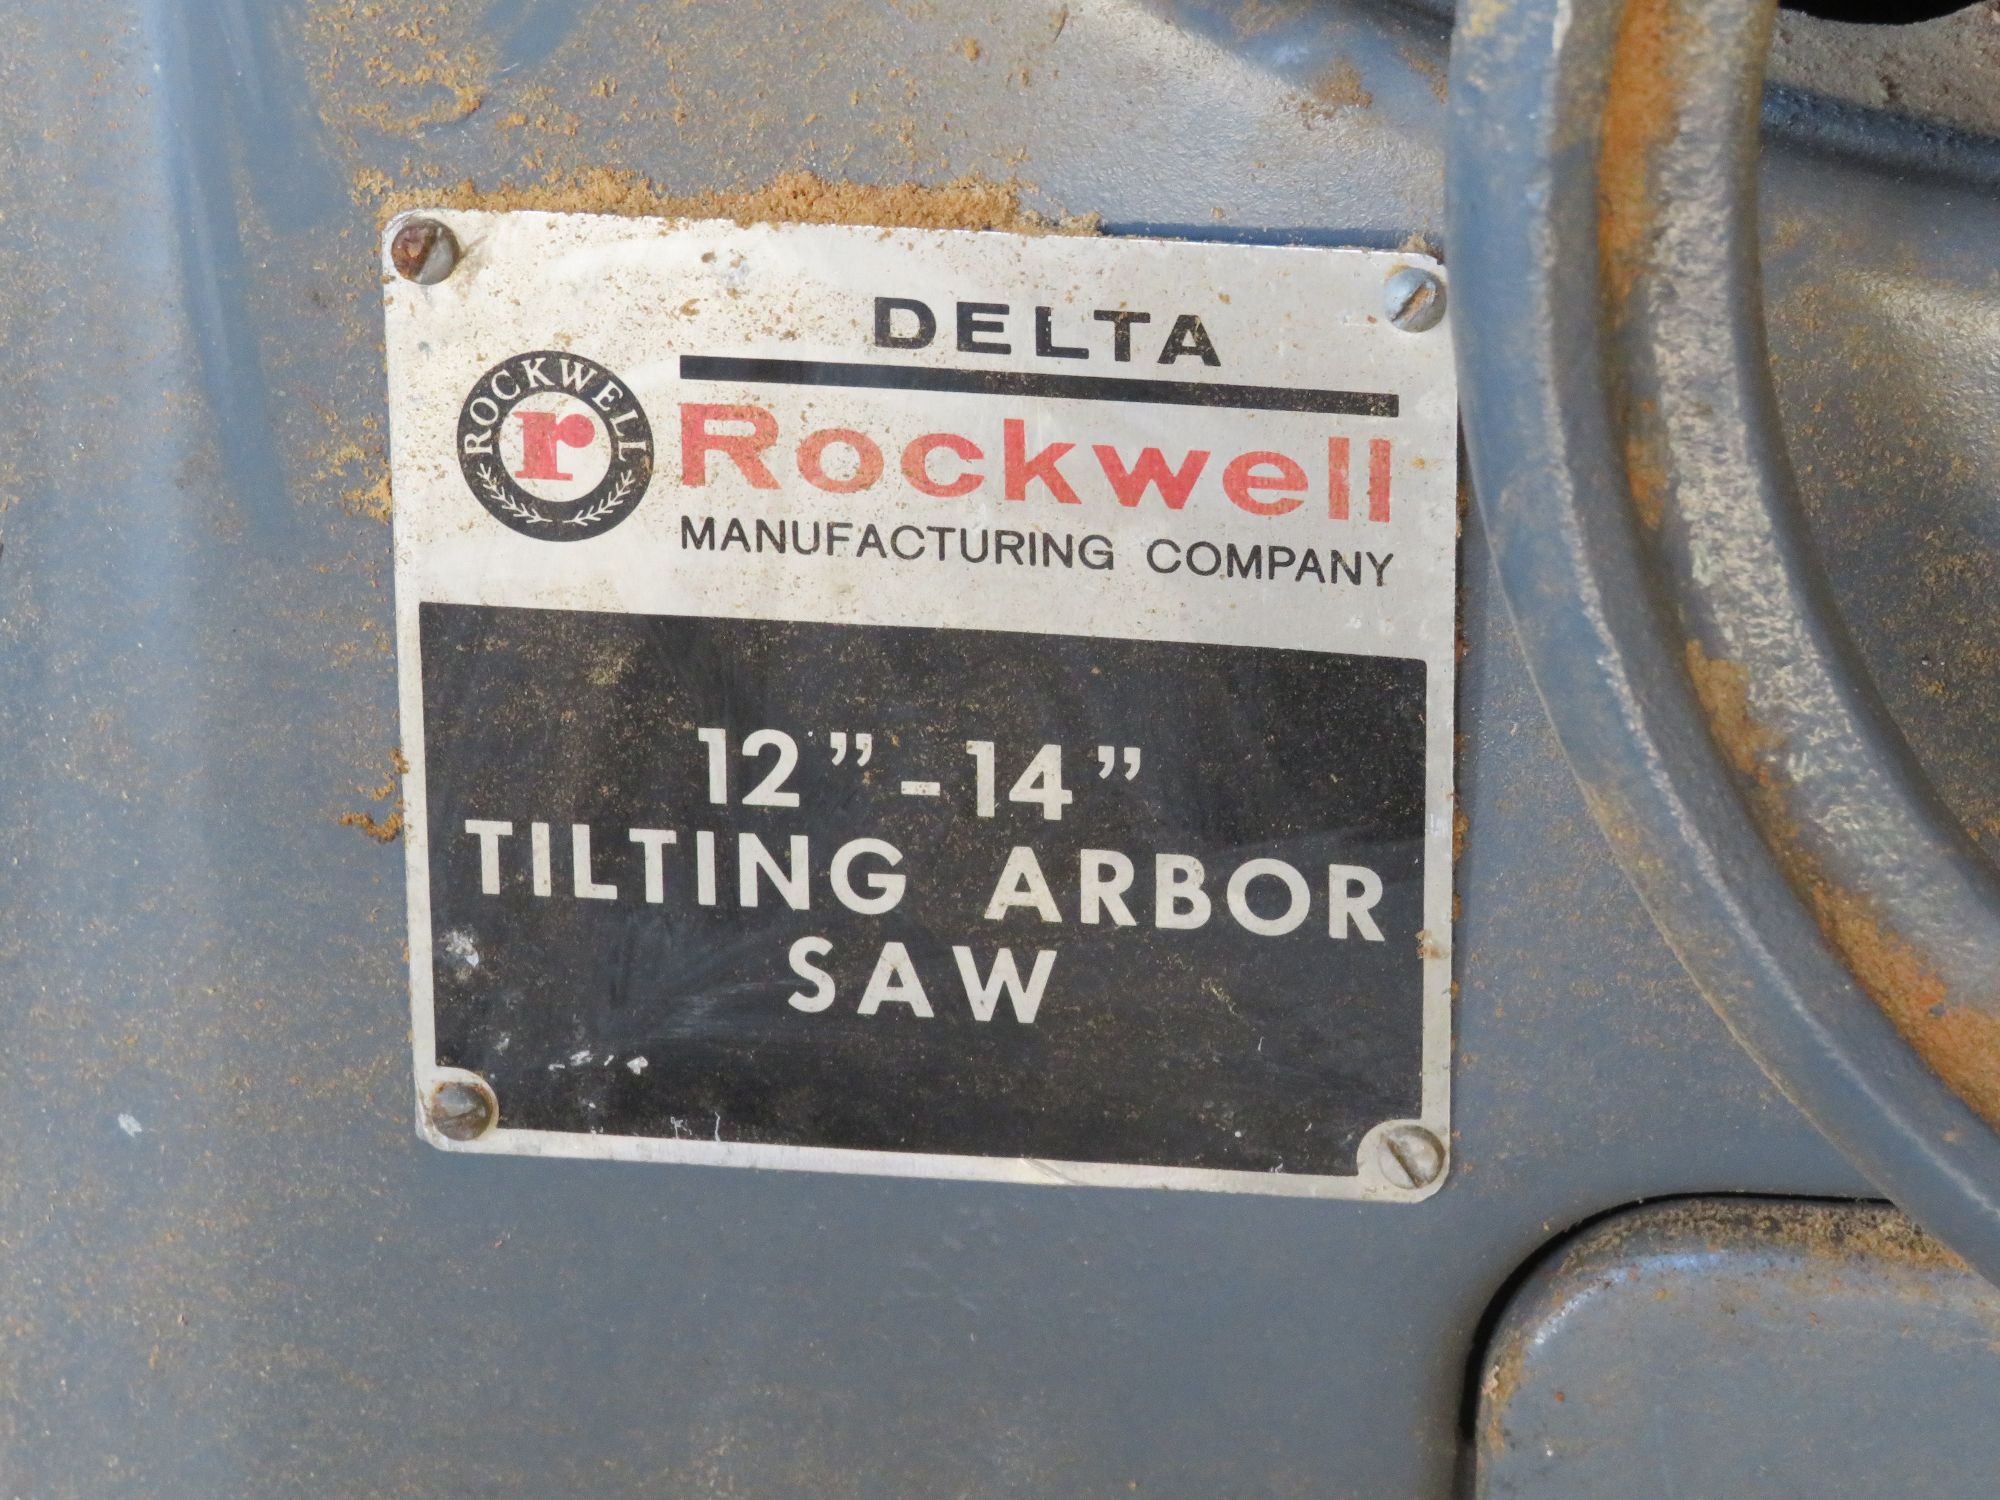 DELTA
ROCKWELL
r
Rockwell
MANUFACTURING COMPANY
12”-14”
TILTING ARBOR
SAW